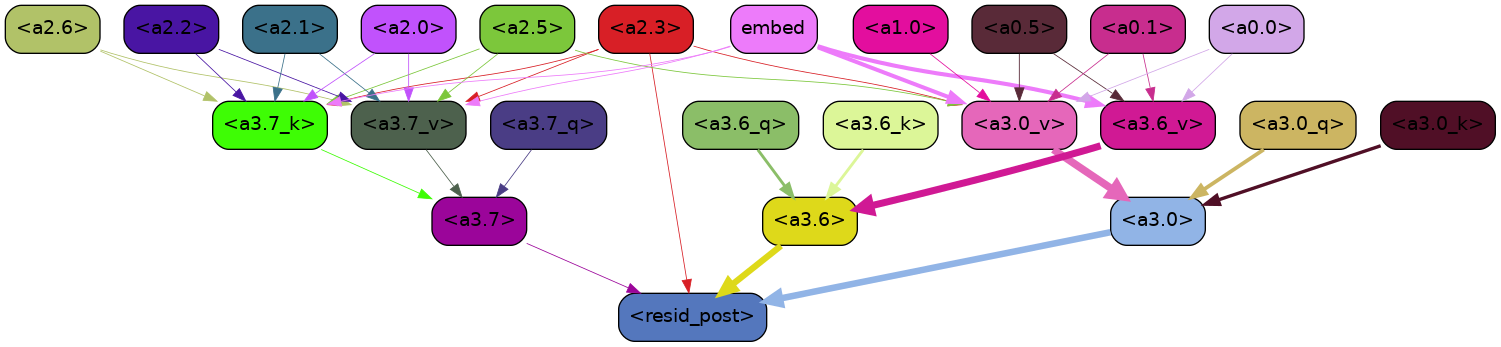 <a2.6> <a2.2> <a2.1> <a2.0> <a2.5> <a2.3> embed <a1.0> <a0.5> <a0.1> <a0.0>
<a3.7_k> <a3.7_v> <a3.7_q> <a3.6_q> <a3.6_k> <a3.0_v> <a3.6_v> <a3.0_q> <a3.0_k>
<a3.7> <a3.6> <a3.0>
<resid_post>